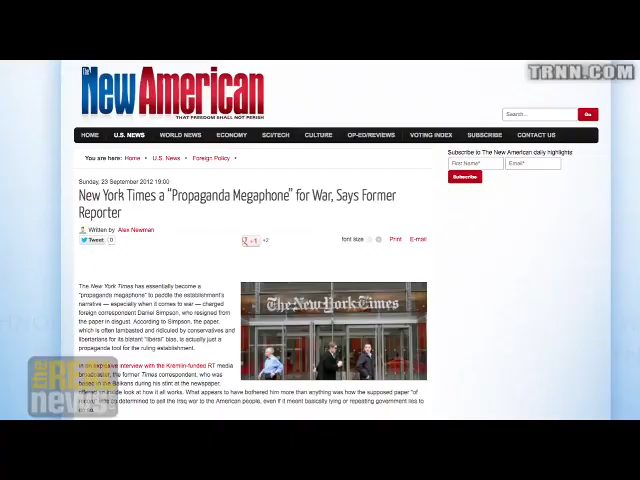 TRNN.COM
The New American
THAT FREEDOM SHALL NOT PERISH
Search... Go
HOME U.S. NEWS WORLD NEWS ECONOMY SCI/TECH CULTURE OP-ED/REVIEWS VOTING INDEX SUBSCRIBE CONTACT US
You are here: Home U.S. News Foreign Policy
Subscribe to The New American daily highlights:
First Name* Email*
Subscribe
Sunday, 23 September 2012 19:00
New York Times a “Propaganda Megaphone” for War, Says Former
Reporter
Written by Alex Newman
Tweet 0 +1 +2 font size Print E-mail
The New York Times has essentially become a
“propaganda megaphone” to peddle the establishment's
narrative — especially when it comes to war — charged
foreign correspondent Daniel Simpson, who resigned from
the paper in disgust. According to Simpson, the paper,
which is often lambasted and ridiculed by conservatives and
libertarians for its blatant “liberal” bias, is actually just a
propaganda tool for the ruling establishment.
The New York Times
In an explosive interview with the Kremlin-funded RT media
broadcaster, the former Times correspondent, who was
based in the Balkans during his stint at the newspaper,
offered an inside look at how it all works. What appears to have bothered him more than anything was how the supposed paper “of
record” was so determined to sell the Iraq war to the American people, even if it meant basically lying or repeating government lies to
do so.
the REAL
news